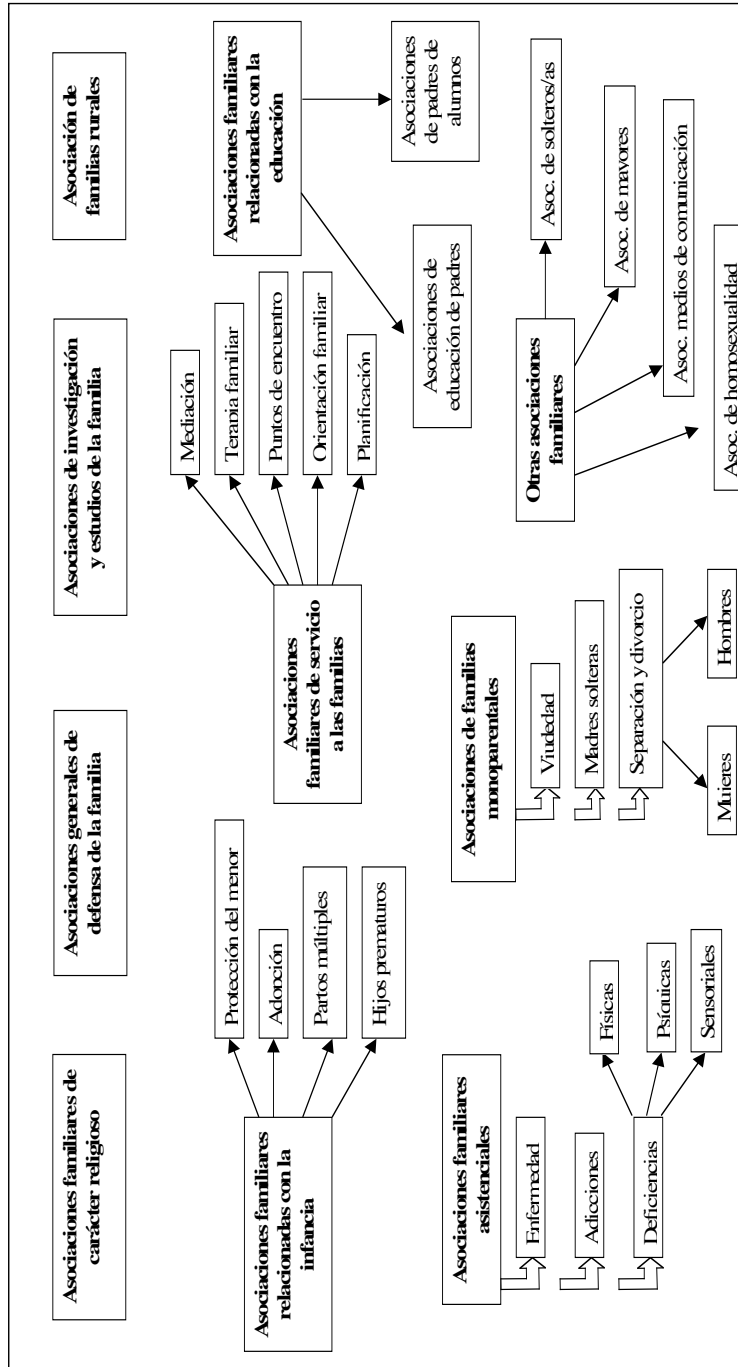 Asociaciones familiares de
carácter religioso
Asociaciones generales de
defensa de la familia
Asociaciones de investigación
y estudios de la familia
Asociación de
familias rurales
Asociaciones familiares
relacionadas con la
infancia
Protección del menor
Adopción
Partos múltiples
Hijos prematuros
Asociaciones
familiares de servicio
a las familias
Mediación
Terapia familiar
Puntos de encuentro
Orientación familiar
Planificación
Asociaciones familiares
relacionadas con la
educación
Asociaciones de
educación de padres
Asociaciones
de padres de
alumnos
Asociaciones familiares
asistenciales
Enfermedad
Adicciones
Deficiencias
Físicas
Psíquicas
Sensoriales
Asociaciones de familias
monoparentales
Viudedad
Madres solteras
Separación y divorcio
Mujeres
Hombres
Otras asociaciones
familiares
Asoc. de solteros/as
Asoc. de mayores
Asoc. medios de comunicación
Asoc. de homosexualidad